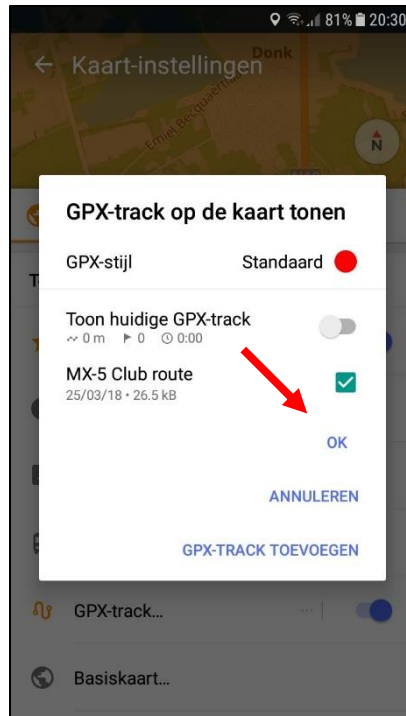 81% 20:30
Kaart-instellingen
Donk
N
GPX-track op de kaart tonen
GPX-stijl Standaard
Toon huidige GPX-track
0 m 0 0:00
MX-5 Club route
25/03/18 • 26.5 kB
OK
ANNULEREN
GPX-TRACK TOEVOEGEN
GPX-track... ...
Basiskaart...